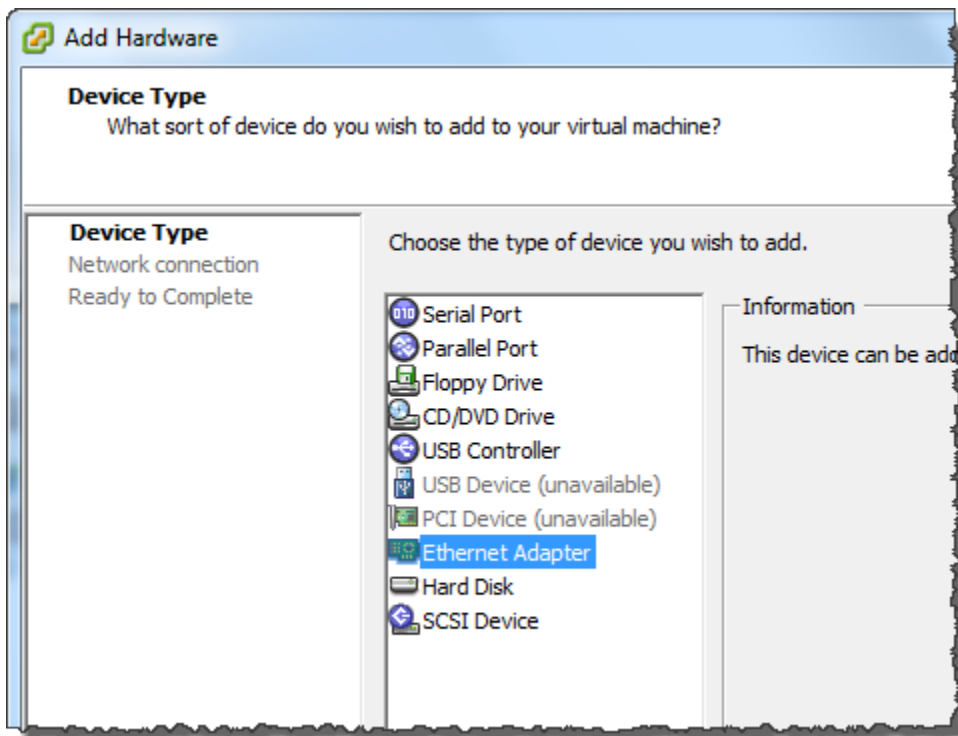 Add Hardware
Device Type
What sort of device do you wish to add to your virtual machine?
Device Type
Network connection
Ready to Complete
Choose the type of device you wish to add.
Serial Port
Parallel Port
Floppy Drive
CD/DVD Drive
USB Controller
USB Device (unavailable)
PCI Device (unavailable)
Ethernet Adapter
Hard Disk
SCSI Device
Information
This device can be